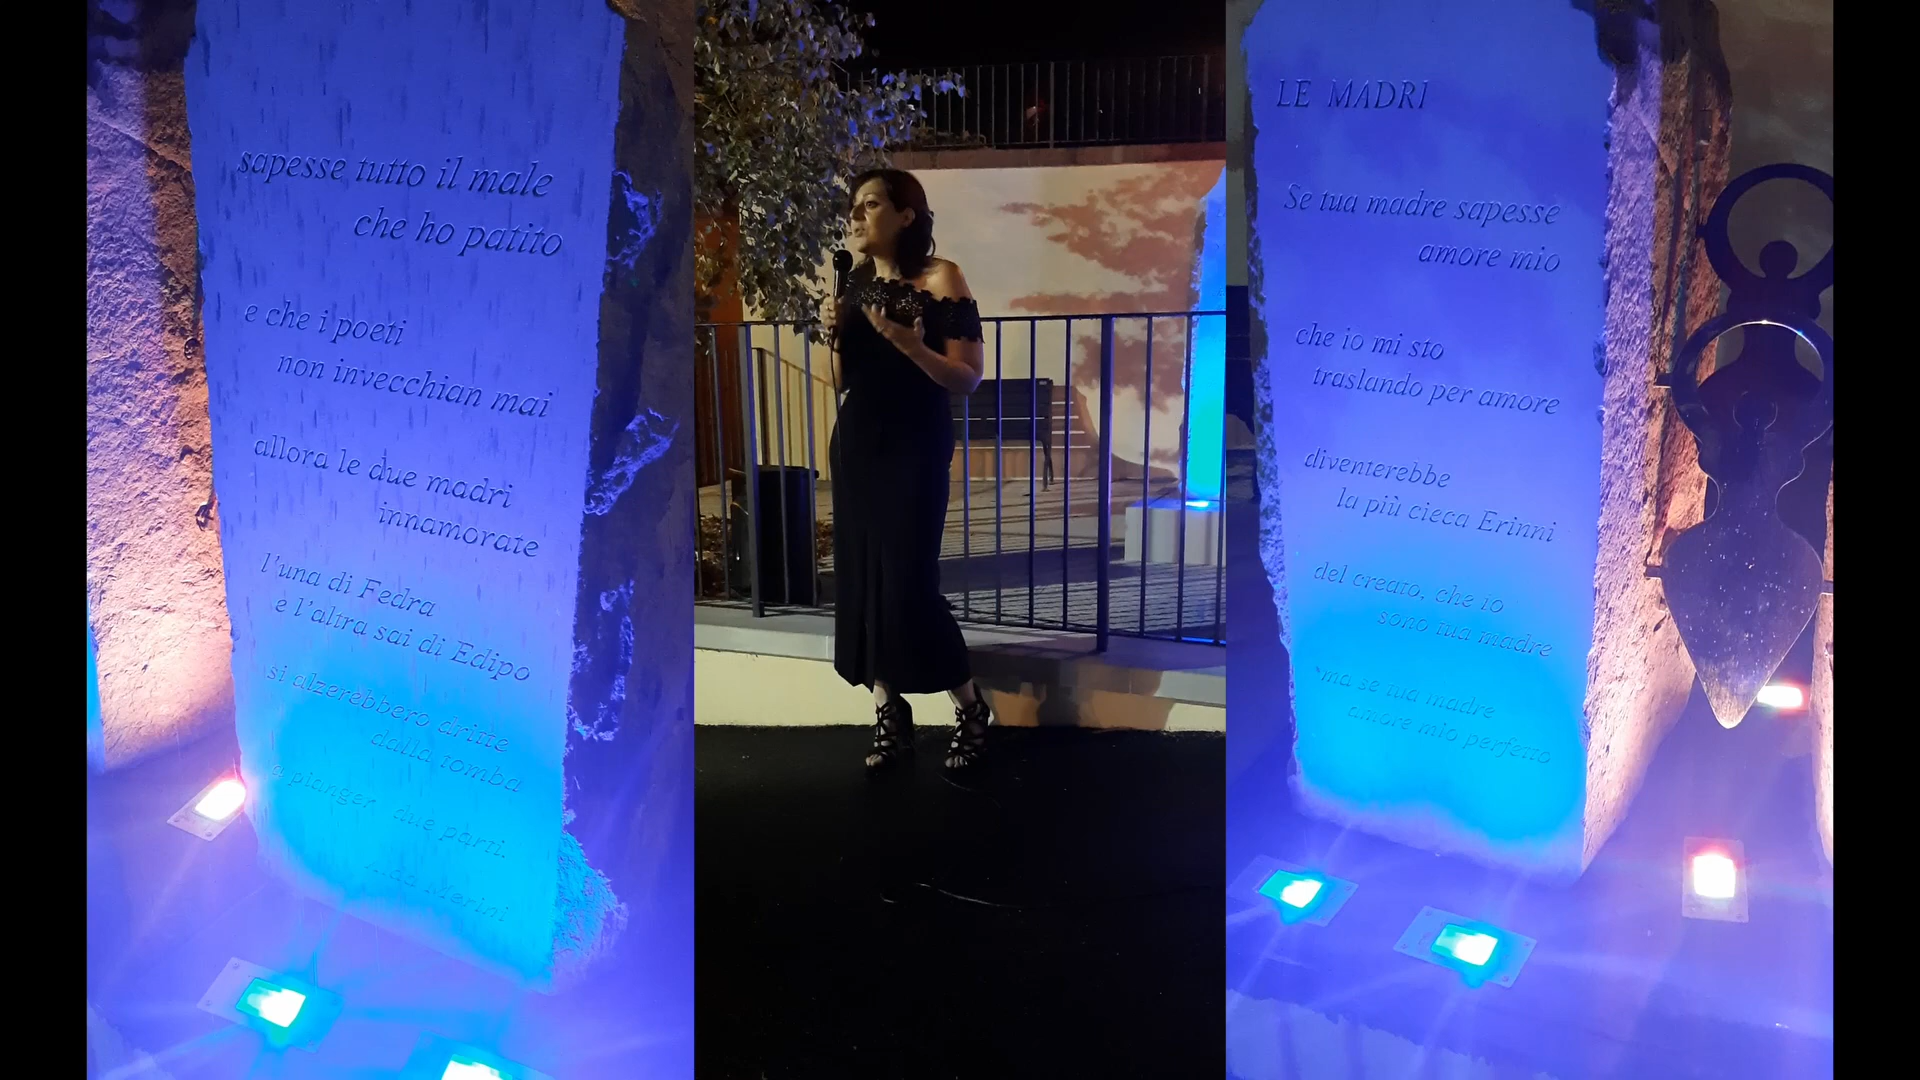 sapesse tutto il male
che ho patito
e che i poeti
non invecchian mai
allora le due madri
innamorate
l'una di Fedra
e l'altra sai di Edipo
si alzerebbero dritte
dalla tomba
a pianger due parti.
Alda Merini
LE MADRI
Se tua madre sapesse
amore mio
che io mi sto
traslando per amore
diventerebbe
la più cieca Erinni
del creato, che io
sono tua madre
"ma se tua madre
amore mio perfetto